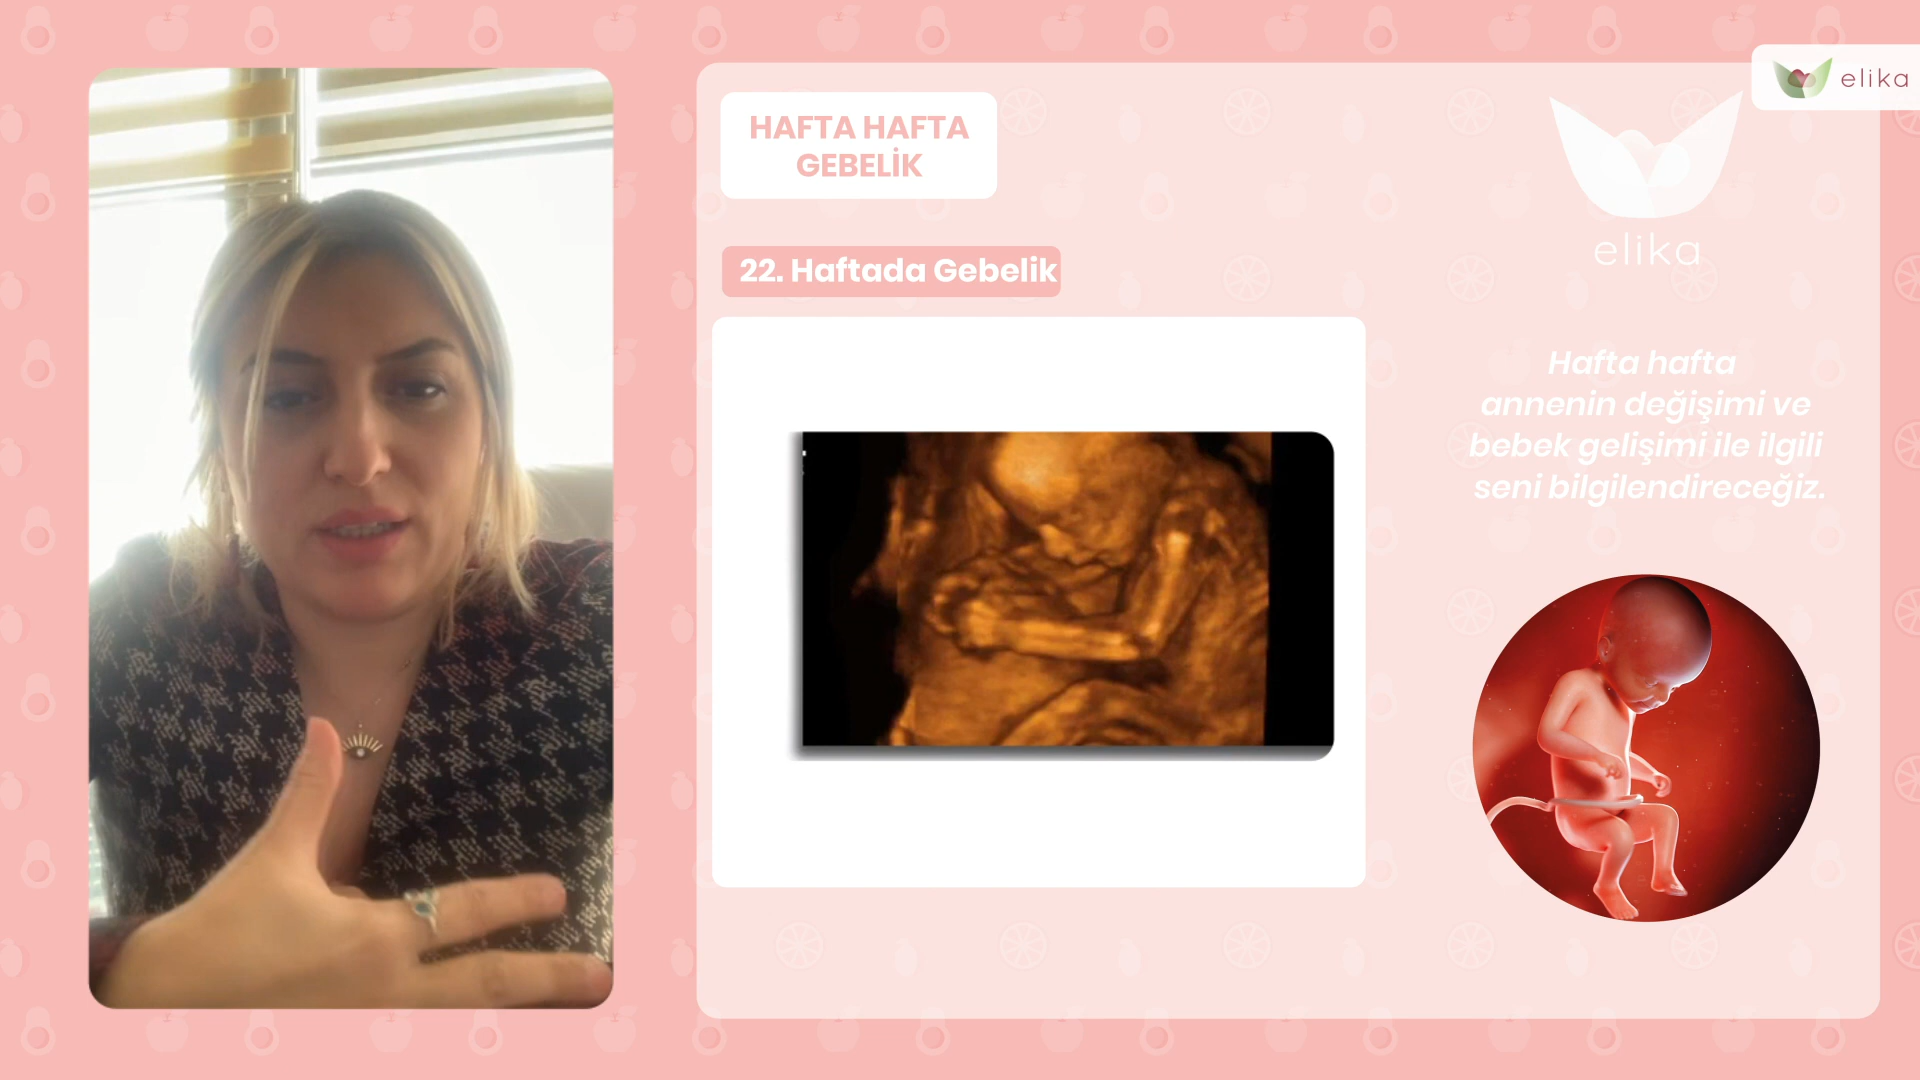 HAFTA HAFTA
GEBELİK
22. Haftada Gebelik
elika
elika
Hafta hafta
annenin değişimi ve
bebek gelişimi ile ilgili
seni bilgilendireceğiz.